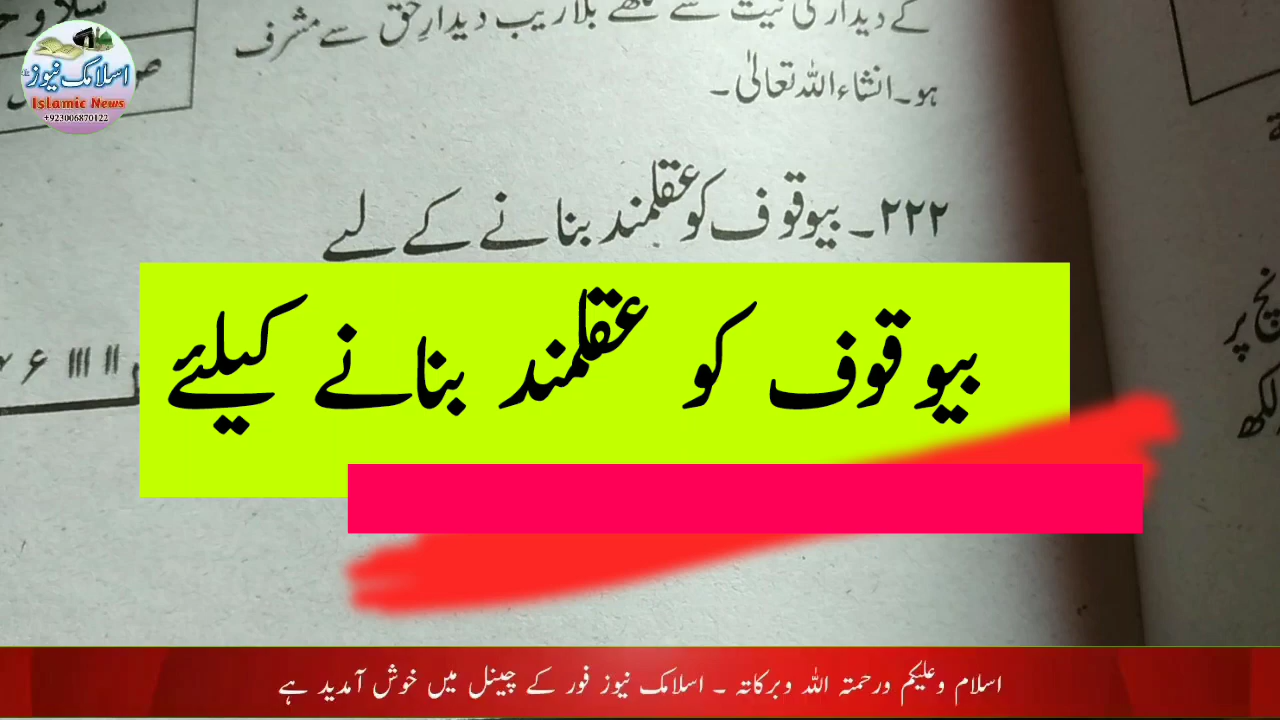 کے دیدار کی نیت سے لکھے بلاریب دیدارِ حق سے مشرف
ہو۔ انشاء اللہ تعالیٰ۔
اسلامک نیوز
Islamic News
+923006870122
۲۲۲۔ بیوقوف کو عقلمند بنانے کے لیے
بیوقوف کو عقلمند بنانے کیلئے
پر
لکھ
اسلام وعلیکم ورحمتہ اللہ وبرکاتہ ۔ اسلامک نیوز فور کے چینل میں خوش آمدید ہے